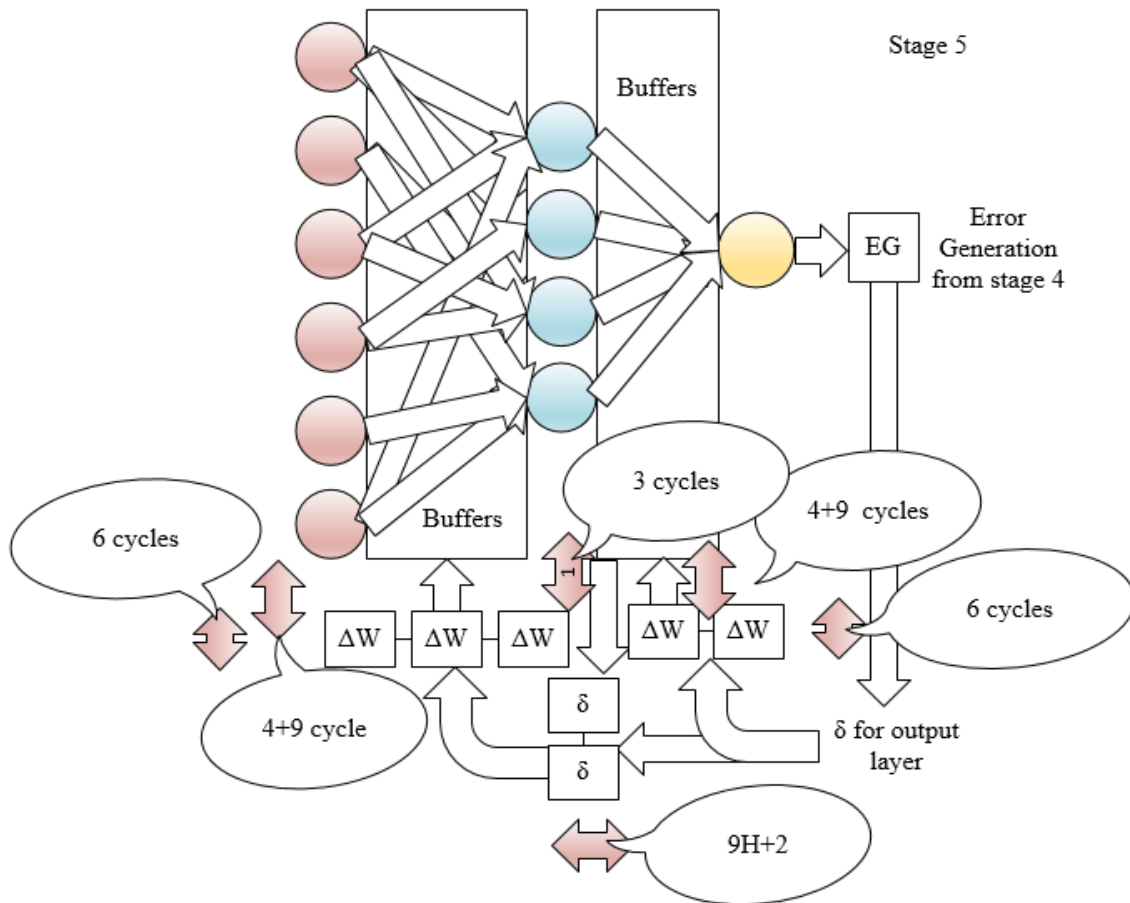 Stage 5
Buffers
EG
Error
Generation
from stage 4
3 cycles
4+9 cycles
6 cycles
Buffers
6 cycles
1
ΔW
ΔW
ΔW
ΔW
ΔW
4+9 cycle
δ
δ
δ for output
layer
9H+2